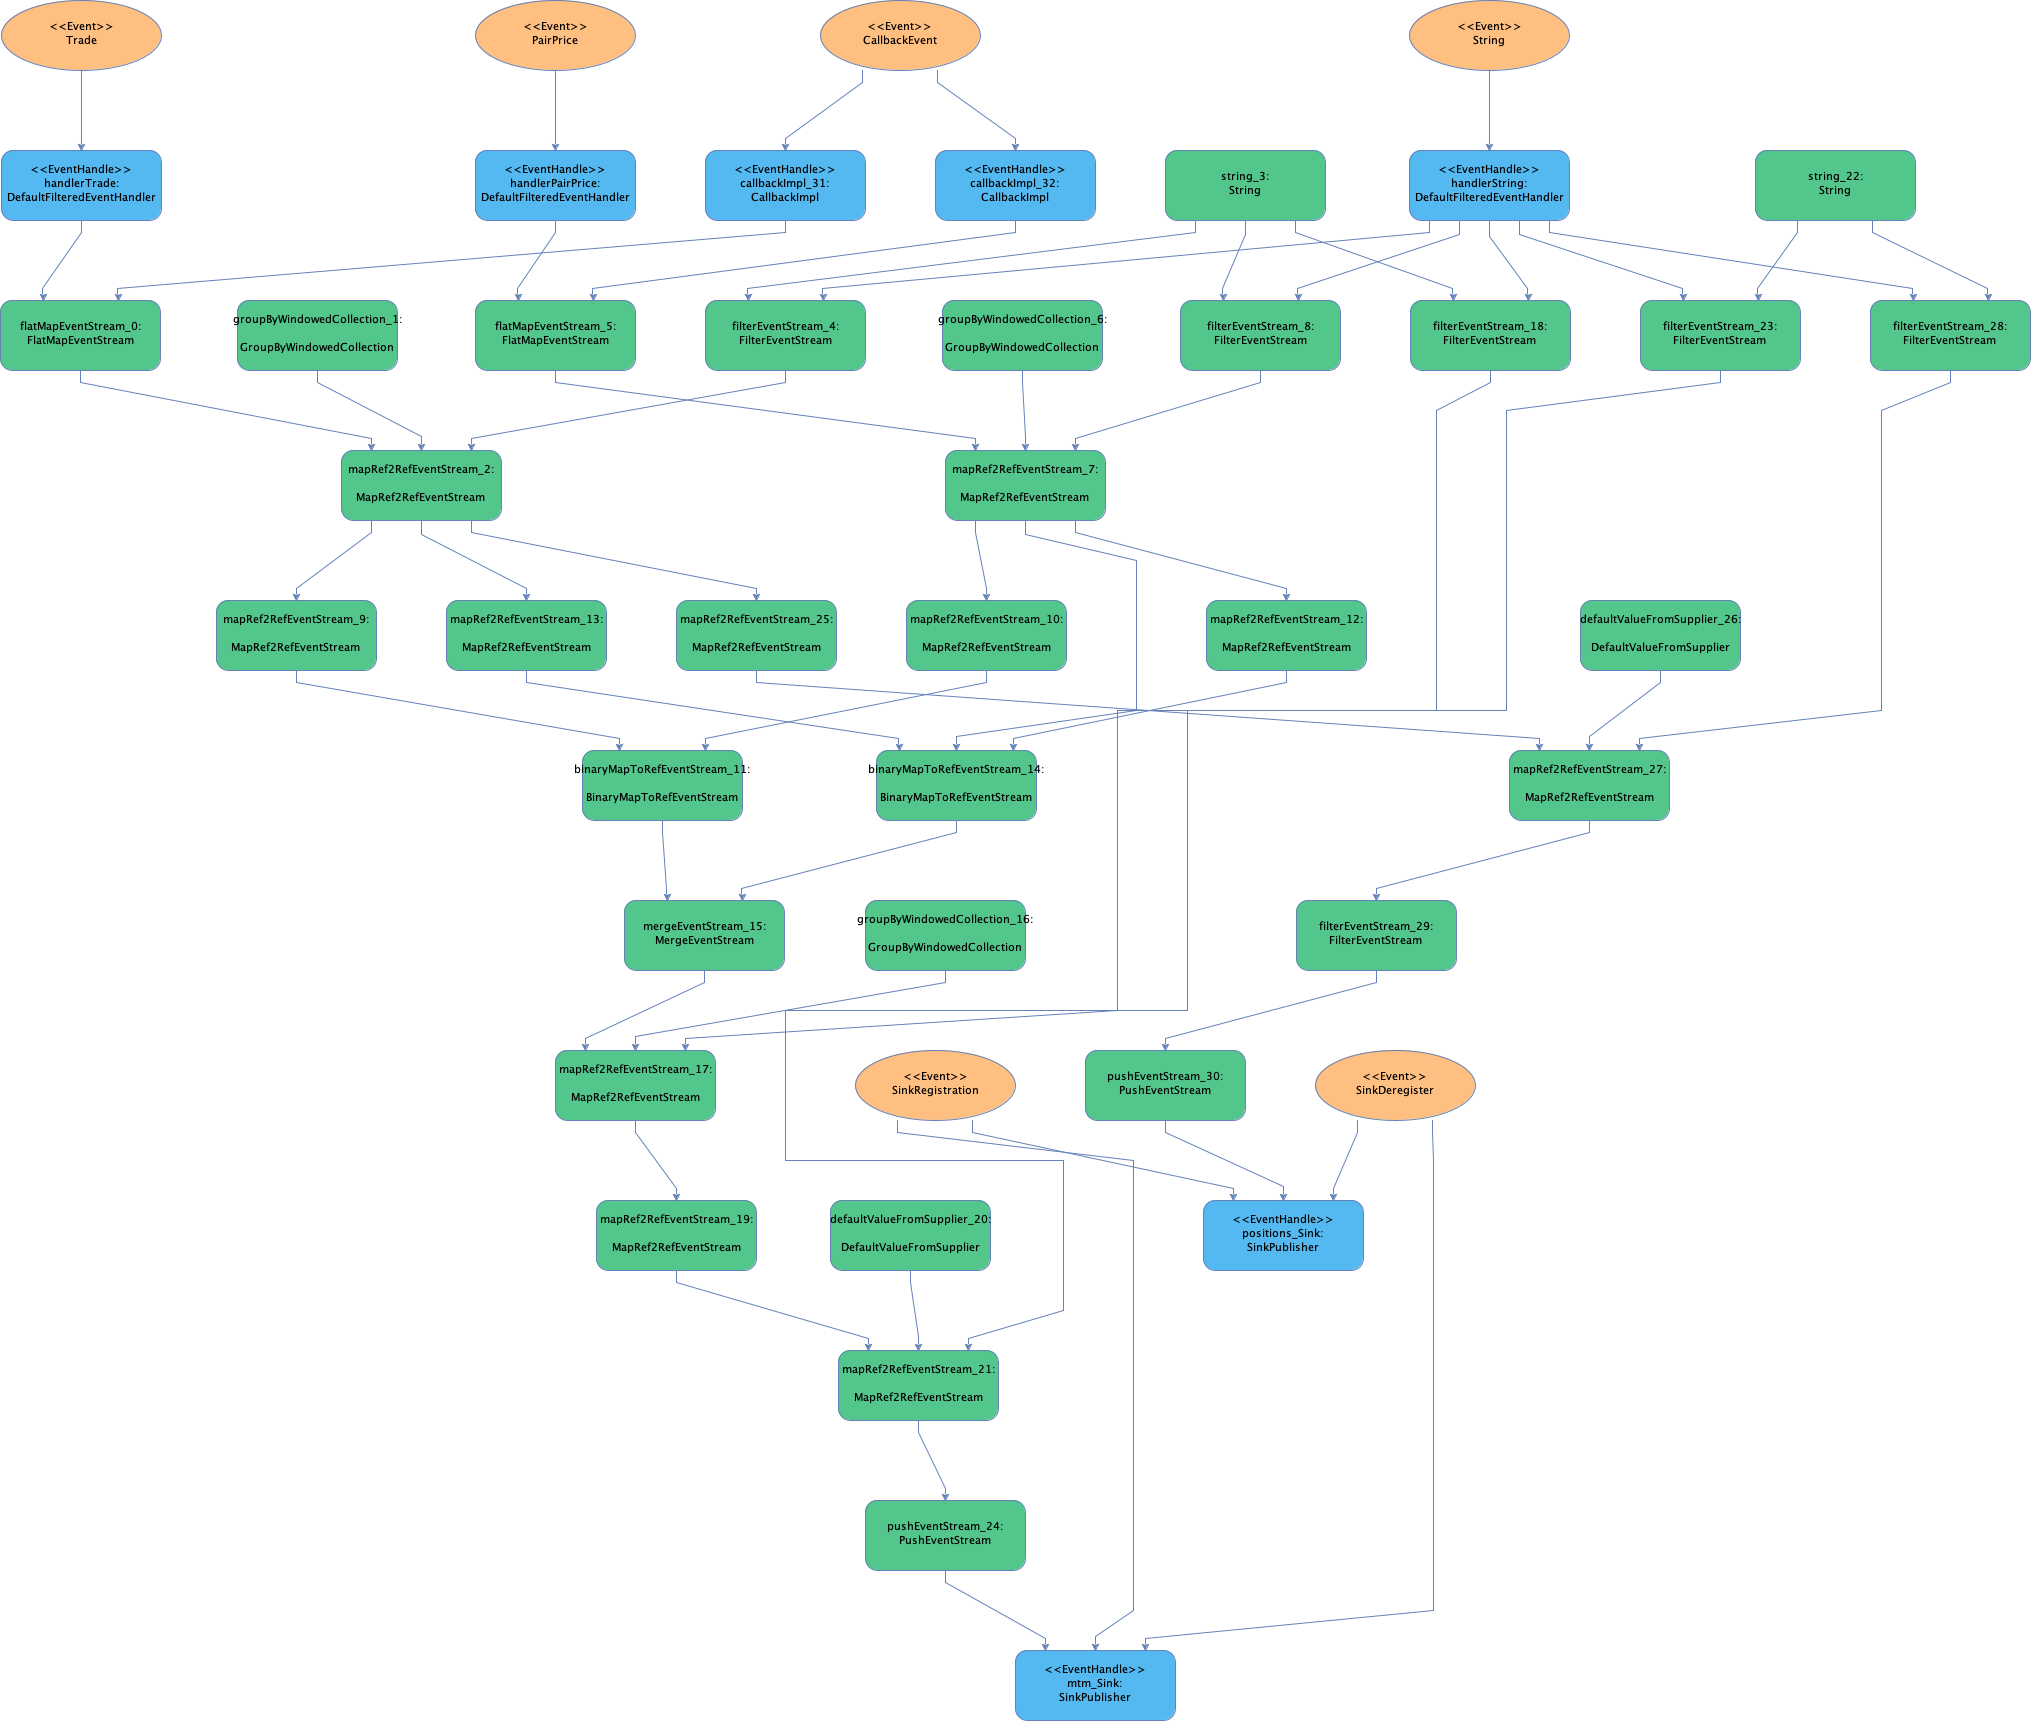 <<Event>>
Trade
<<Event>>
PairPrice
<<Event>>
CallbackEvent
<<Event>>
String
<<EventHandle>>
handlerTrade:
DefaultFilteredEventHandler
<<EventHandle>>
handlerPairPrice:
DefaultFilteredEventHandler
<<EventHandle>>
callbackImpl_31:
CallbackImpl
<<EventHandle>>
callbackImpl_32:
CallbackImpl
string_3:
String
<<EventHandle>>
handlerString:
DefaultFilteredEventHandler
string_22:
String
flatMapEventStream_0:
FlatMapEventStream
groupByWindowedCollection_1:
GroupByWindowedCollection
flatMapEventStream_5:
FlatMapEventStream
filterEventStream_4:
FilterEventStream
groupByWindowedCollection_6:
GroupByWindowedCollection
filterEventStream_8:
FilterEventStream
filterEventStream_18:
FilterEventStream
filterEventStream_23:
FilterEventStream
filterEventStream_28:
FilterEventStream
mapRef2RefEventStream_2:
MapRef2RefEventStream
mapRef2RefEventStream_7:
MapRef2RefEventStream
mapRef2RefEventStream_9:
MapRef2RefEventStream
mapRef2RefEventStream_13:
MapRef2RefEventStream
mapRef2RefEventStream_25:
MapRef2RefEventStream
mapRef2RefEventStream_10:
MapRef2RefEventStream
mapRef2RefEventStream_12:
MapRef2RefEventStream
defaultValueFromSupplier_26:
DefaultValueFromSupplier
binaryMapToRefEventStream_11:
BinaryMapToRefEventStream
binaryMapToRefEventStream_14:
BinaryMapToRefEventStream
mapRef2RefEventStream_27:
MapRef2RefEventStream
mergeEventStream_15:
MergeEventStream
groupByWindowedCollection_16:
GroupByWindowedCollection
filterEventStream_29:
FilterEventStream
mapRef2RefEventStream_17:
MapRef2RefEventStream
<<Event>>
SinkRegistration
pushEventStream_30:
PushEventStream
<<Event>>
SinkDeregister
mapRef2RefEventStream_19:
MapRef2RefEventStream
defaultValueFromSupplier_20:
DefaultValueFromSupplier
<<EventHandle>>
positions_Sink:
SinkPublisher
mapRef2RefEventStream_21:
MapRef2RefEventStream
pushEventStream_24:
PushEventStream
<<EventHandle>>
mtm_Sink:
SinkPublisher